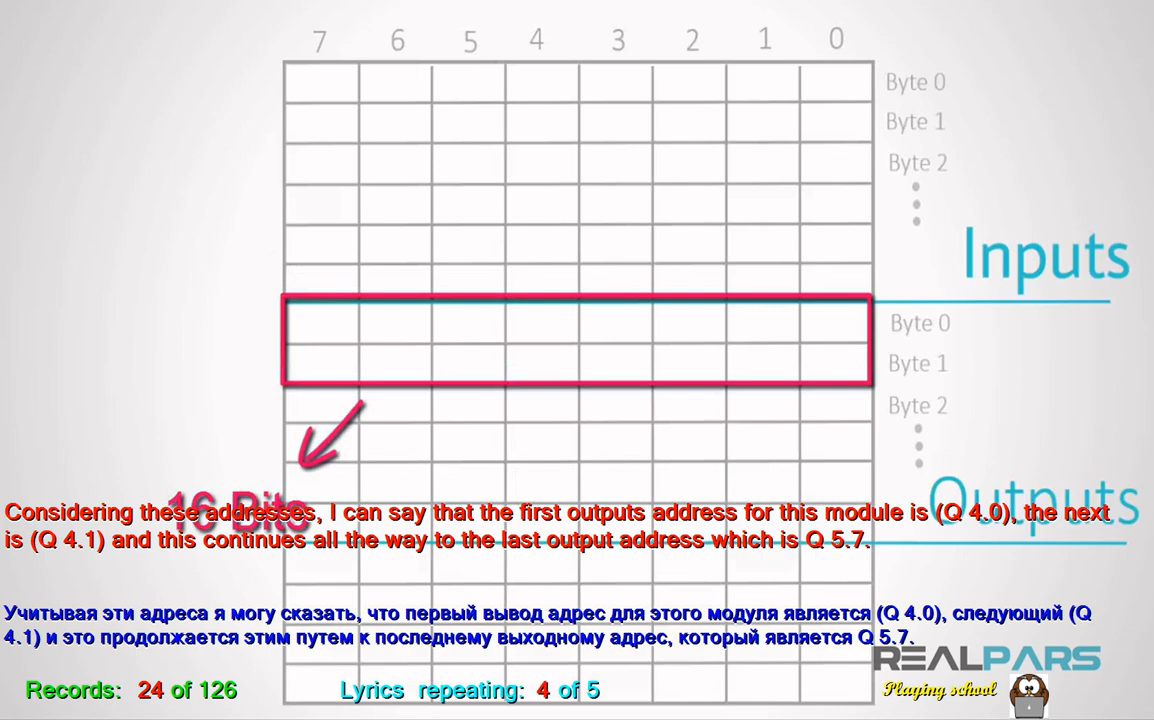 7 6 5 4 3 2 1 0
Byte 0
Byte 1
Byte 2
Inputs
Byte 0
Byte 1
Byte 2
16 Bits
Outputs
Considering these addresses, I can say that the first outputs address for this module is (Q 4.0), the next
is (Q 4.1) and this continues all the way to the last output address which is Q 5.7.
Учитывая эти адреса я могу сказать, что первый вывод адрес для этого модуля является (Q 4.0), следующий (Q
4.1) и это продолжается этим путем к последнему выходному адрес, который является Q 5.7.
REALPARS
Records: 24 of 126
Lyrics repeating: 4 of 5
Playing school